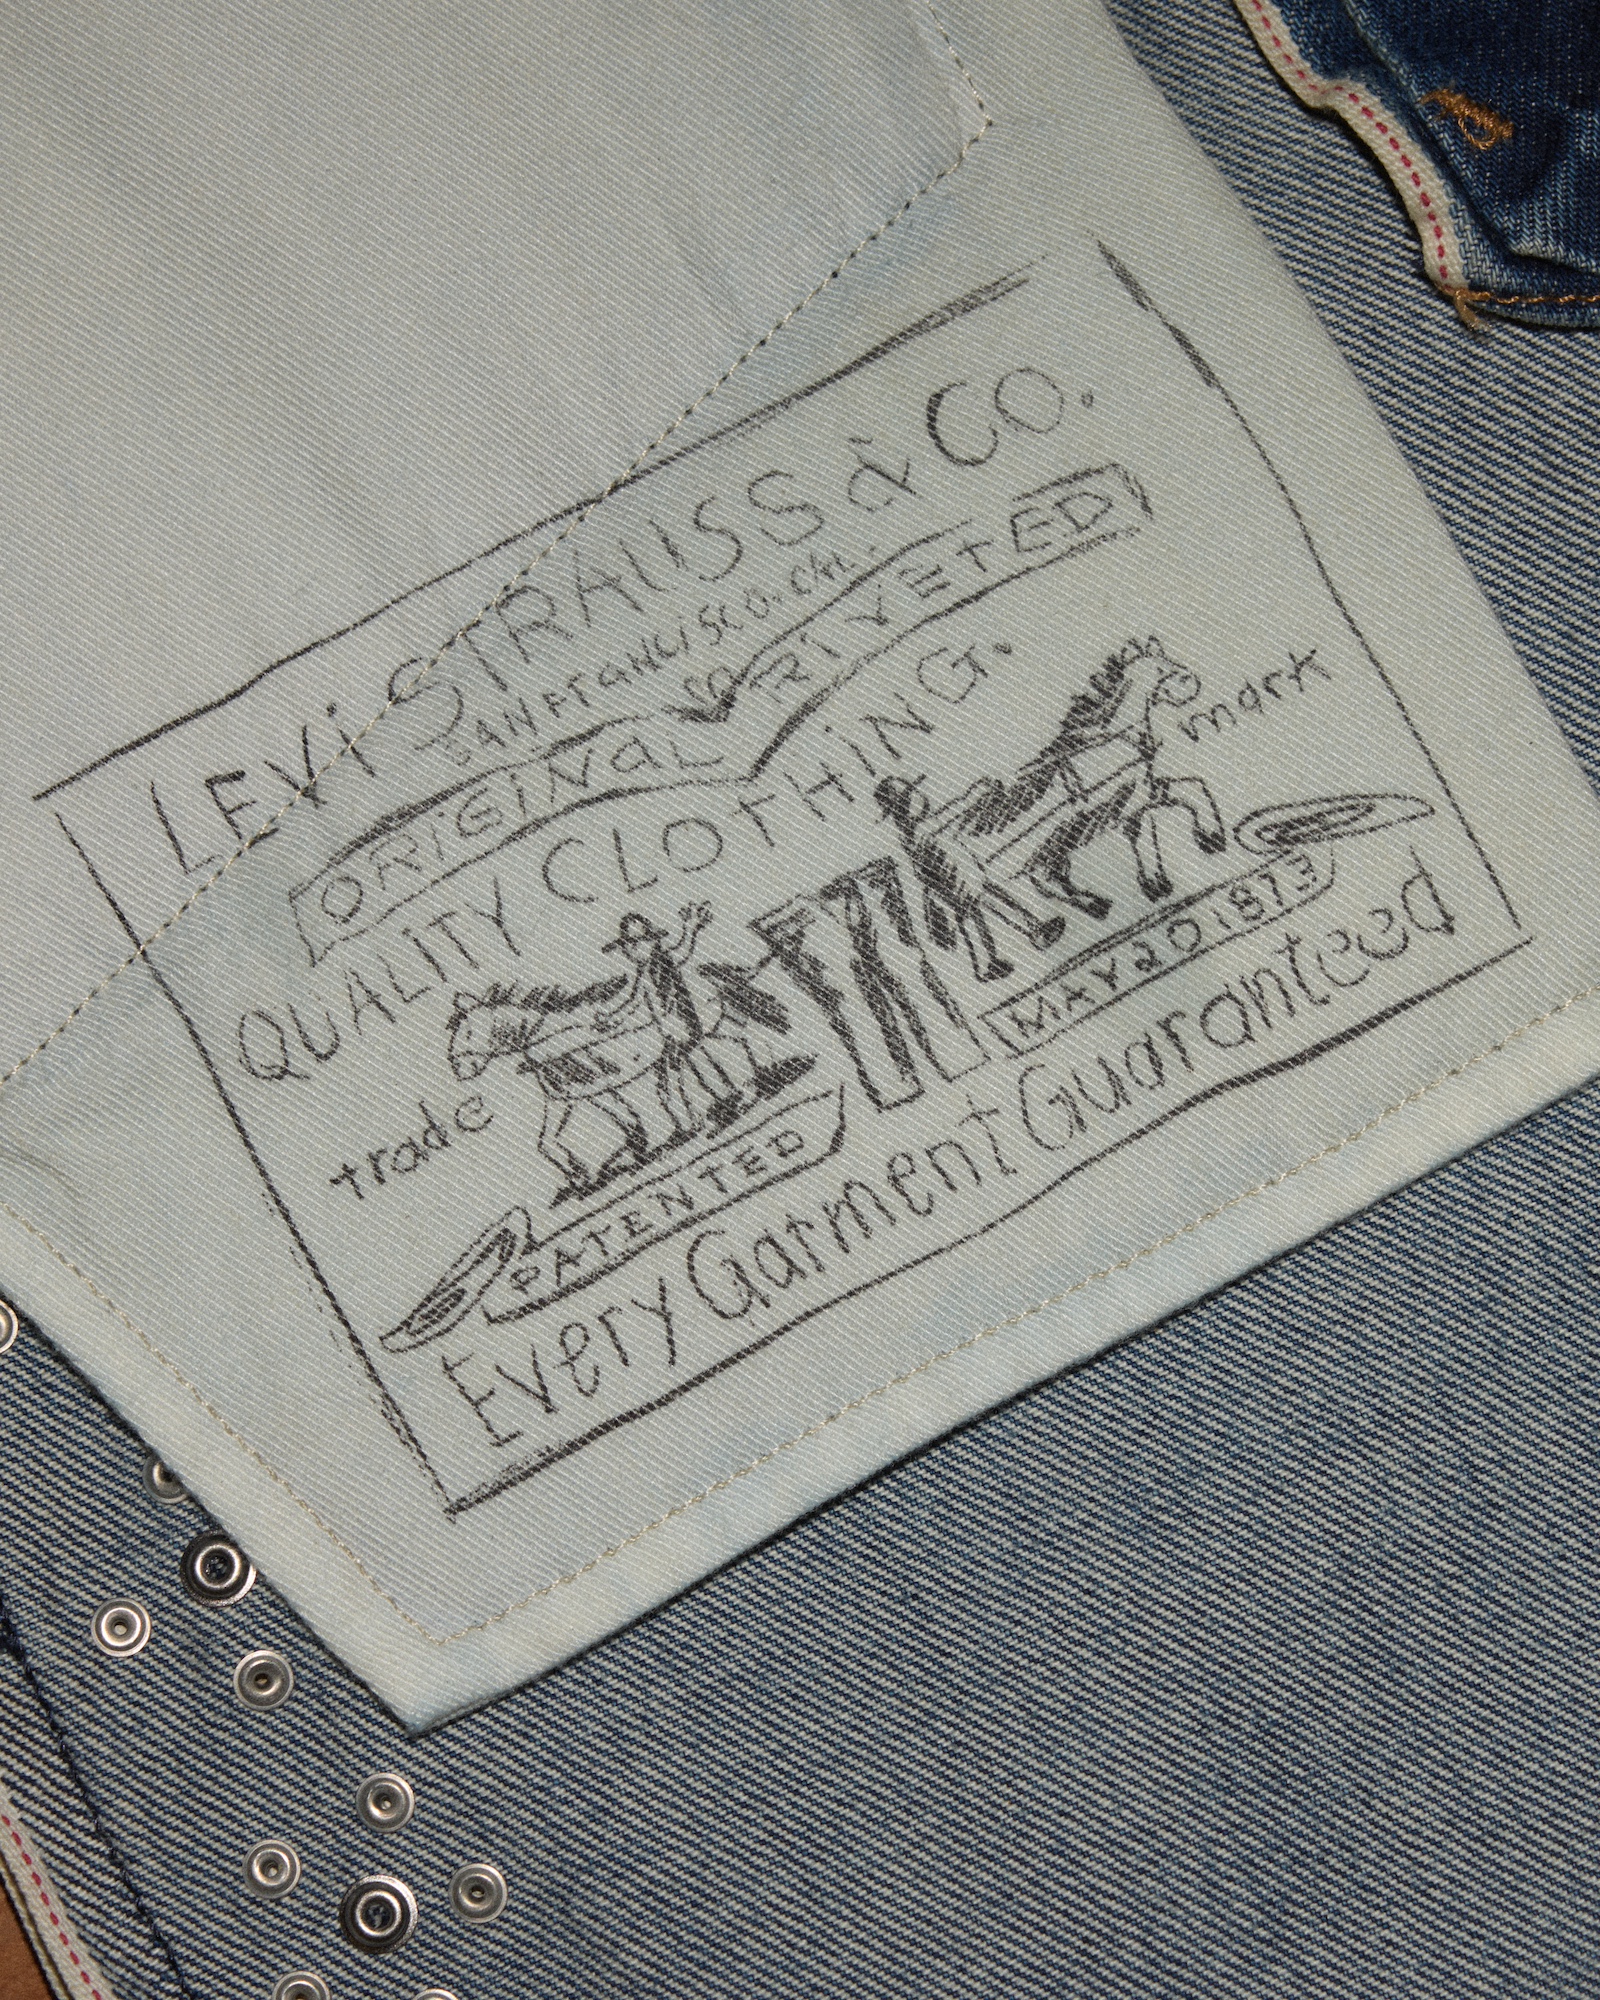 LEVi STRAUSS & CO.
SAN FRANCISCO. CAL.
ORiGiNaL RIVETED
QUALiTY CLOTHiNG.
trade mark
PATENTED MAY 20 1873
Every Garment Guaranteed